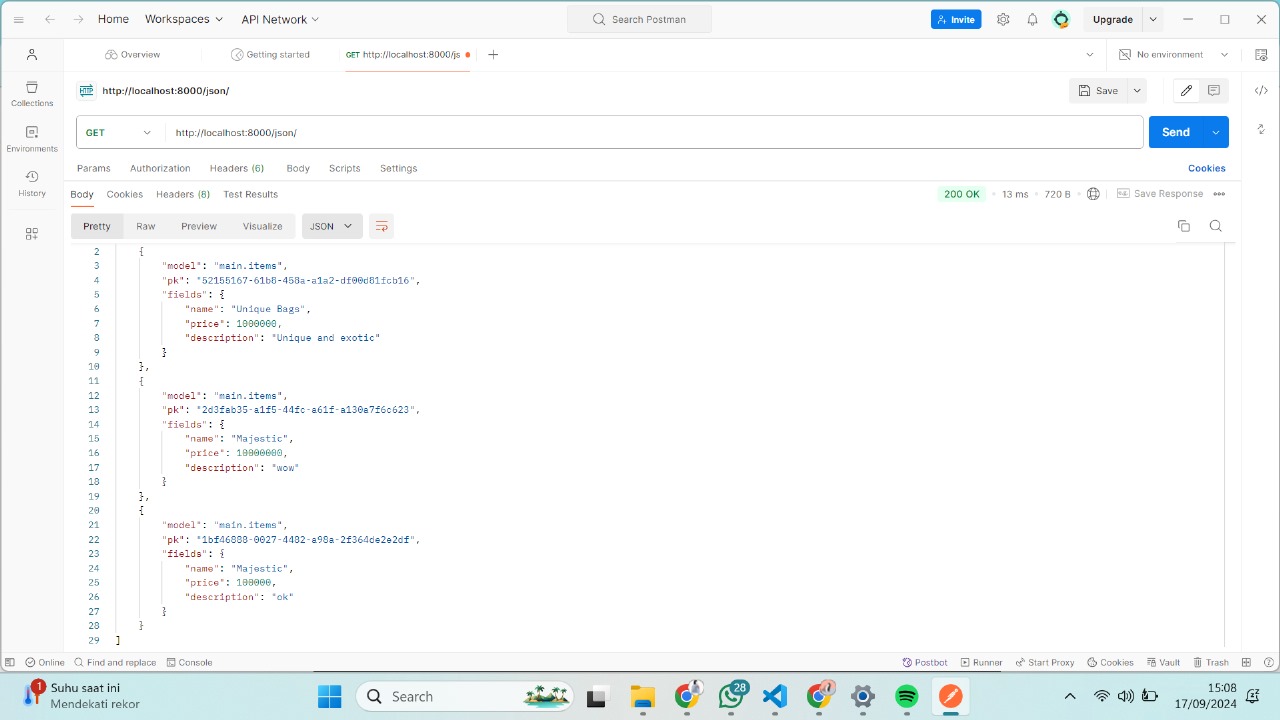 Home Workspaces API Network Search Postman Invite Upgrade
Overview Getting started GET http://localhost:8000/js No environment
HTTP http://localhost:8000/json/ Save
Collections
GET http://localhost:8000/json/ Send
Environments
Params Authorization Headers (6) Body Scripts Settings Cookies
History
Body Cookies Headers (8) Test Results 200 OK 13 ms 720 B Save Response
Pretty Raw Preview Visualize JSON
2 {
3 "model": "main.items",
4 "pk": "52155167-61b8-458a-a1a2-df00d81fcb16",
5 "fields": {
6 "name": "Unique Bags",
7 "price": 1000000,
8 "description": "Unique and exotic"
9 }
10 },
11 {
12 "model": "main.items",
13 "pk": "2d3fab35-a1f5-44fc-a61f-a130a7f6c623",
14 "fields": {
15 "name": "Majestic",
16 "price": 10000000,
17 "description": "wow"
18 }
19 },
20 {
21 "model": "main.items",
22 "pk": "1bf46888-0027-4482-a98a-2f364de2e2df",
23 "fields": {
24 "name": "Majestic",
25 "price": 100000,
26 "description": "ok"
27 }
28 }
29 ]
Online Find and replace Console Postbot Runner Start Proxy Cookies Vault Trash
1 Suhu saat ini
Mendekati rekor
Search
28
15:08
17/09/2024